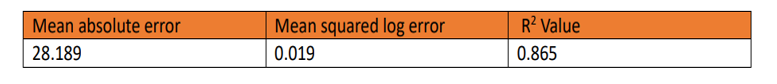 Mean absolute error Mean squared log error R² Value
28.189 0.019 0.865